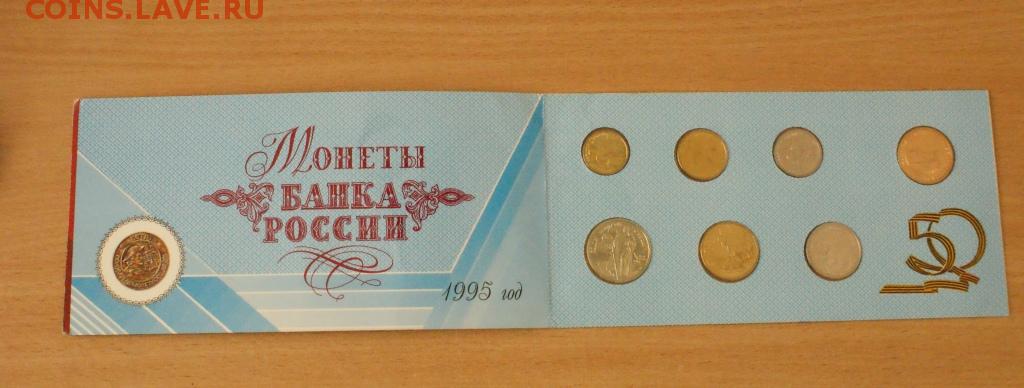 COINS.LAVE.RU
Монеты
БАНКА
РОССИИ
1995 год
50